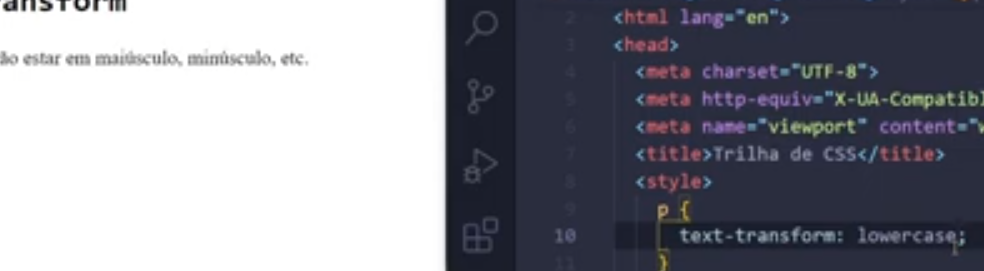 ansform
ão estar em maiúsculo, minúsculo, etc.
2 <html lang="en">
3 <head>
4 <meta charset="UTF-8">
5 <meta http-equiv="X-UA-Compatibl
6 <meta name="viewport" content="w
7 <title>Trilha de CSS</title>
8 <style>
9 p {
10 text-transform: lowercase;
11 }